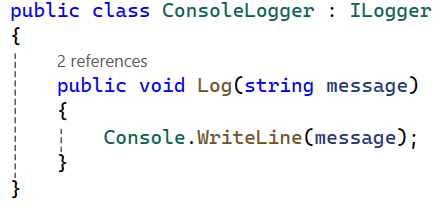 public class ConsoleLogger : ILogger
{
2 references
public void Log(string message)
{
Console.WriteLine(message);
}
}